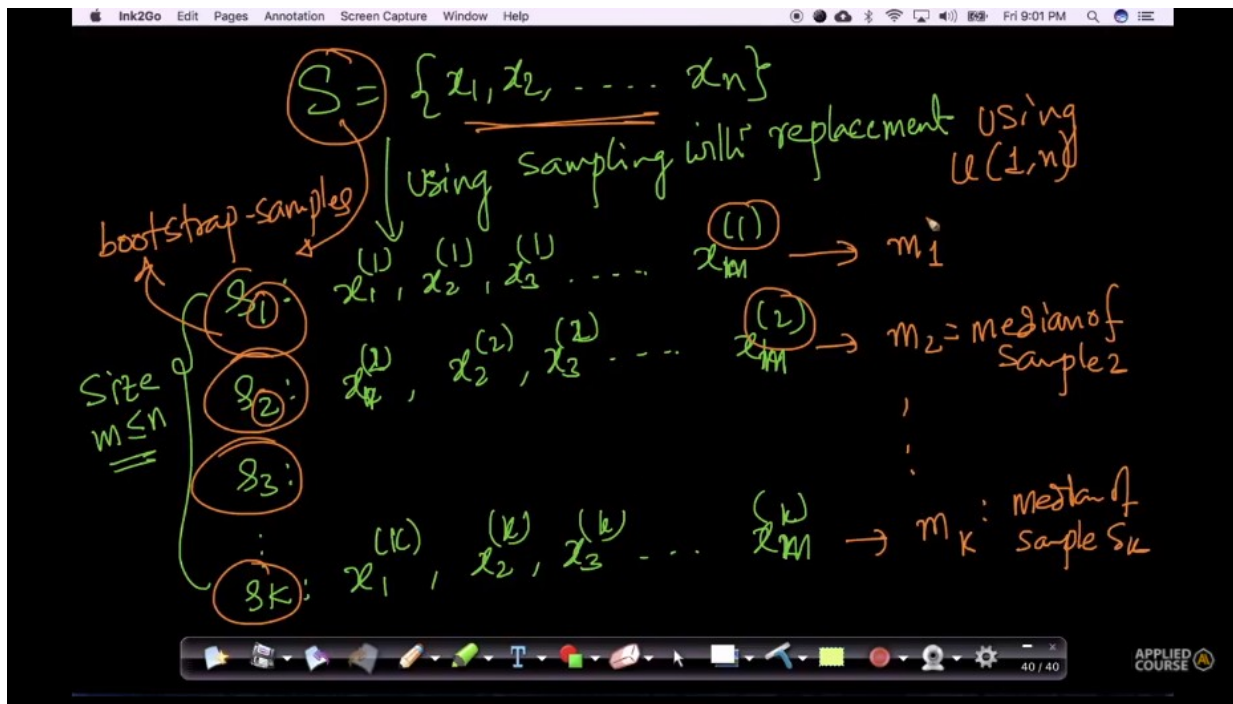 Ink2Go Edit Pages Annotation Screen Capture Window Help Fri 9:01 PM
S = {x₁, x₂, ..... xₙ}
Using sampling with replacement using
U(1,n)
bootstrap-samples
s₁: x₁⁽¹⁾, x₂⁽¹⁾, x₃⁽¹⁾ ..... xₘ⁽¹⁾ → m₁
s₂: x₁⁽²⁾, x₂⁽²⁾, x₃⁽²⁾ ..... xₘ⁽²⁾ → m₂ = median of
sample 2
Size
m ≤ n
s₃:
⋮
sₖ: x₁⁽ᵏ⁾, x₂⁽ᵏ⁾, x₃⁽ᵏ⁾ ... xₘ⁽ᵏ⁾ → mₖ: median of
sample Sₖ
T
40 / 40
APPLIED
COURSE